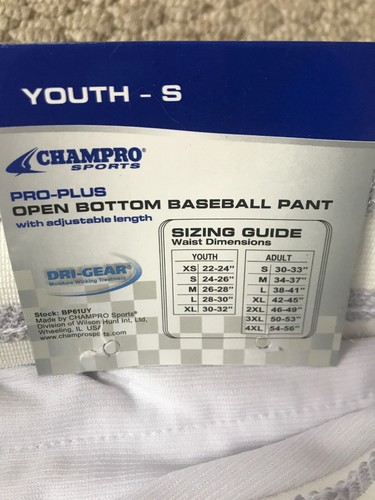 YOUTH - S
CHAMPRO®
SPORTS
PRO-PLUS
OPEN BOTTOM BASEBALL PANT
with adjustable length
SIZING GUIDE
Waist Dimensions
YOUTH
XS 22-24"
S 24-26"
M 26-28"
L 28-30"
XL 30-32"
ADULT
S 30-33"
M 34-37"
L 38-41"
XL 42-45"
2XL 46-49"
3XL 50-53"
4XL 54-56"
DRI-GEAR®
Moisture Wicking Treatment
Stock: BP61UY
Made by CHAMPRO Sports®
Division of Wilson Hunt Int, Ltd.
Wheeling, IL. USA
www.champrosports.com